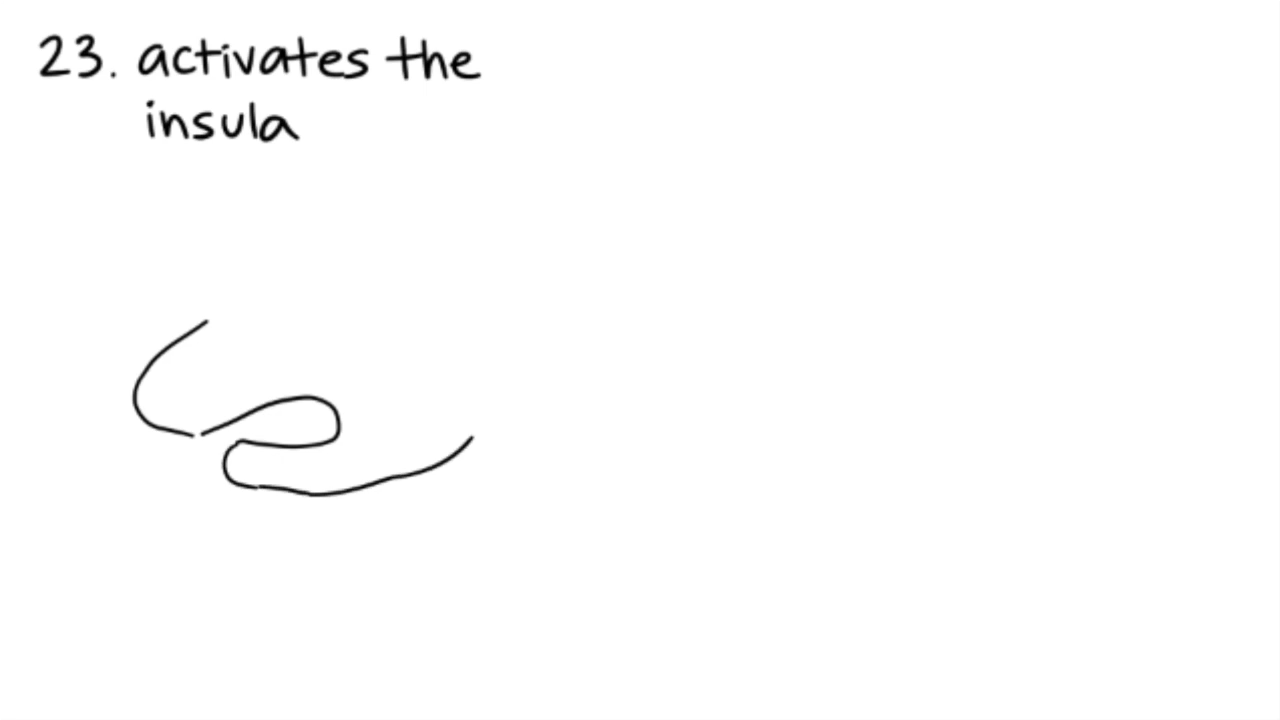 23. activates the
insula